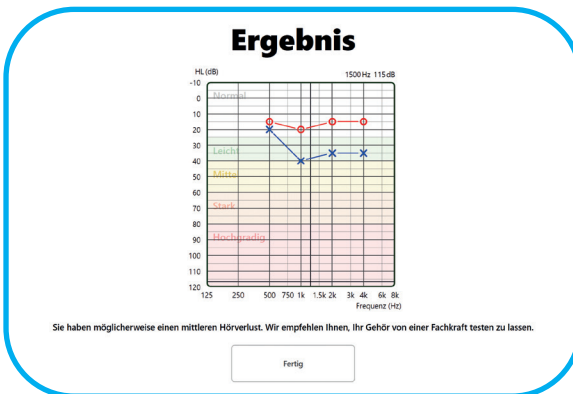 Ergebnis
HL (dB) 1500 Hz 115 dB
-10
0 Normal
10
20
30
Leicht
40
50 Mittel
60
70 Stark
80
90 Hochgradig
100
110
120
125 250 500 750 1k 1.5k 2k 3k 4k 6k 8k
Frequenz (Hz)
Sie haben möglicherweise einen mittleren Hörverlust. Wir empfehlen Ihnen, Ihr Gehör von einer Fachkraft testen zu lassen.
Fertig